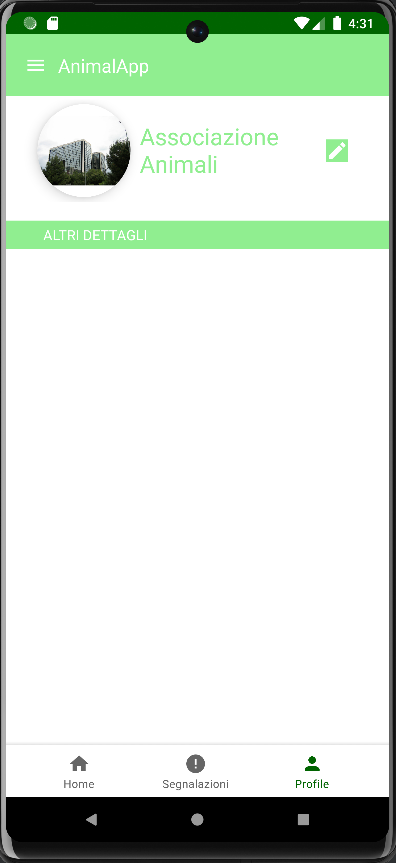 4:31
AnimalApp
Associazione
Animali
ALTRI DETTAGLI
Home
Segnalazioni
Profile